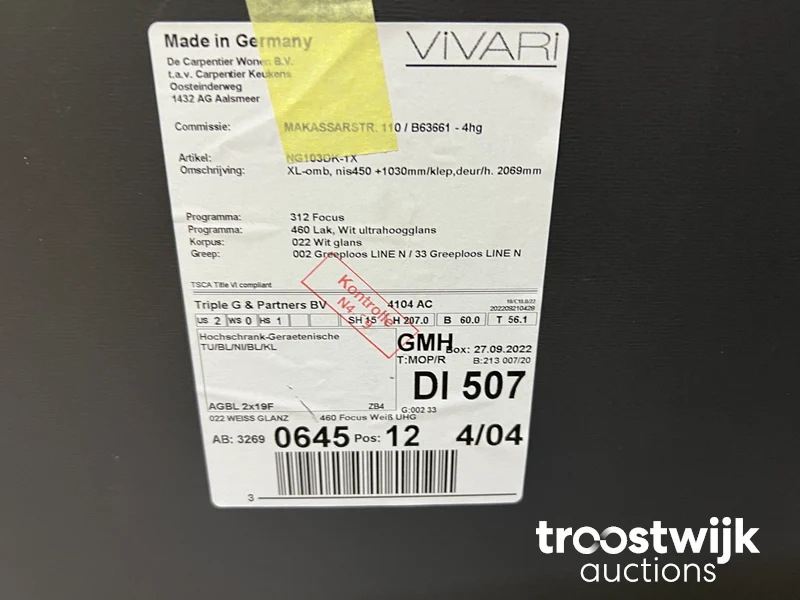 Made in Germany
ViVARi
De Carpentier Wonen B.V.
t.a.v. Carpentier Keukens
Oosteinderweg
1432 AG Aalsmeer
Commissie: MAKASSARSTR. 110 / B63661 - 4hg
Artikel: NG103DK-1X
Omschrijving: XL-omb, nis450 +1030mm/klep,deur/h. 2069mm
Programma: 312 Focus
Programma: 460 Lak, Wit ultrahoogglans
Korpus: 022 Wit glans
Greep: 002 Greeploos LINE N / 33 Greeploos LINE N
TSCA Title VI compliant
Kontrolle
Triple G & Partners BV 4104 AC
202209210426
US 2 WS 0 HS 1 SH 15 H 207.0 B 60.0 T 56.1
Hochschrank-Geraetenische
TU/BL/NI/BL/KL
GMH Box: 27.09.2022
T:MOP/R B:213 007/20
DI 507
AGBL 2x19F ZB4 G:002 33
022 WEISS GLANZ 460 Focus Weiß UHG
AB: 3269 0645 Pos: 12 4/04
3
troostwijk
auctions